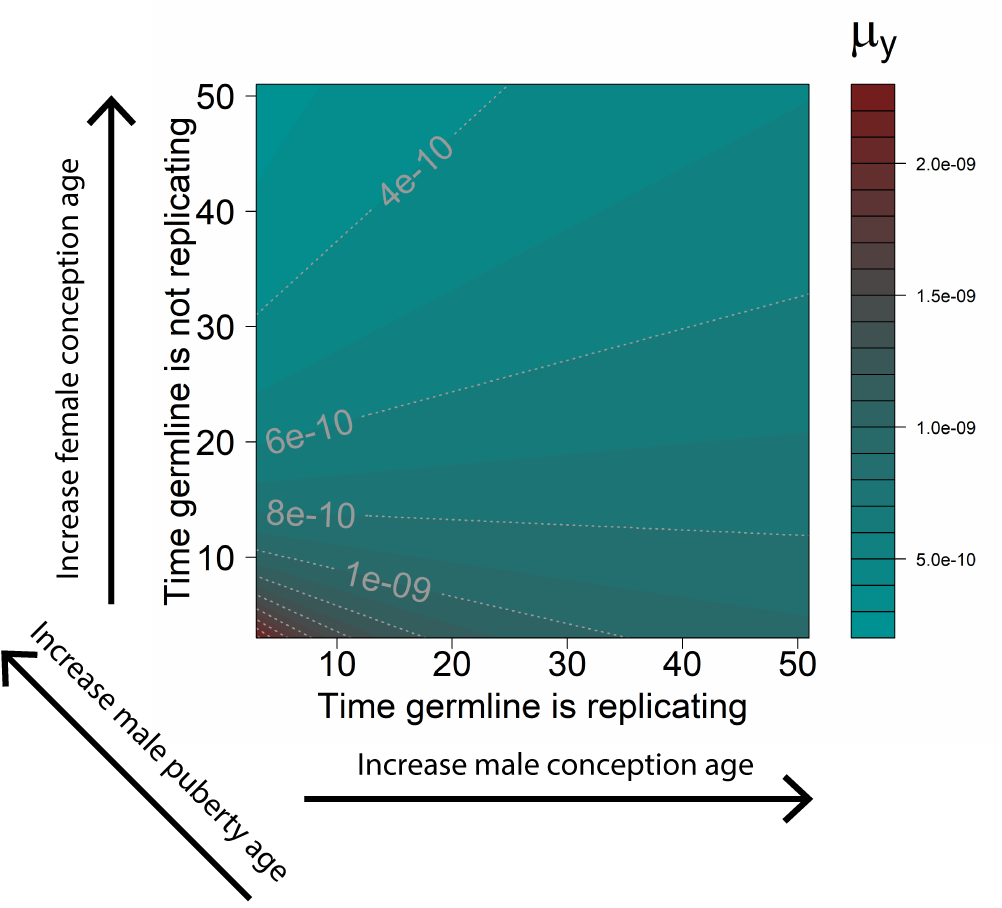 μy
50
40
30
20
10
Time germline is not replicating
Increase female conception age
4e-10
6e-10
8e-10
1e-09
2.0e-09
1.5e-09
1.0e-09
5.0e-10
10 20 30 40 50
Time germline is replicating
Increase male conception age
Increase male puberty age